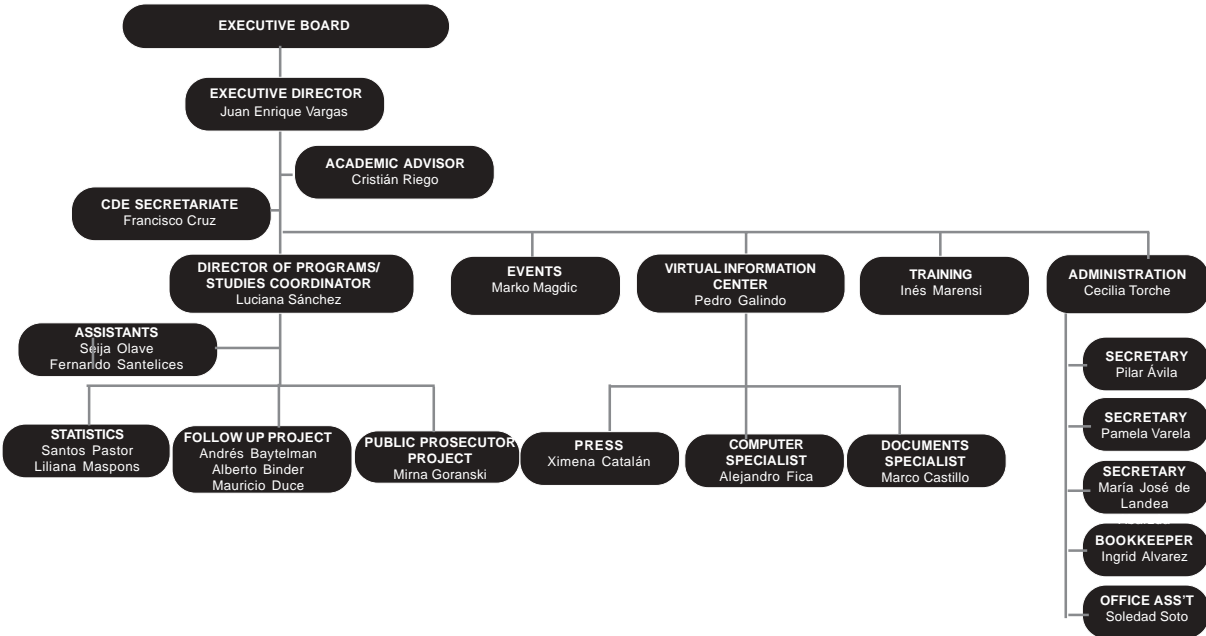 EXECUTIVE BOARD
EXECUTIVE DIRECTOR
Juan Enrique Vargas
ACADEMIC ADVISOR
Cristián Riego
CDE SECRETARIATE
Francisco Cruz
DIRECTOR OF PROGRAMS/
STUDIES COORDINATOR
Luciana Sánchez
EVENTS
Marko Magdic
VIRTUAL INFORMATION
CENTER
Pedro Galindo
TRAINING
Inés Marensi
ADMINISTRATION
Cecilia Torche
ASSISTANTS
Seija Olave
Fernando Santelices
STATISTICS
Santos Pastor
Liliana Maspons
FOLLOW UP PROJECT
Andrés Baytelman
Alberto Binder
Mauricio Duce
PUBLIC PROSECUTOR
PROJECT
Mirna Goranski
PRESS
Ximena Catalán
COMPUTER
SPECIALIST
Alejandro Fica
DOCUMENTS
SPECIALIST
Marco Castillo
SECRETARY
Pilar Ávila
SECRETARY
Pamela Varela
SECRETARY
María José de
Landea
BOOKKEEPER
Ingrid Alvarez
OFFICE ASS'T
Soledad Soto